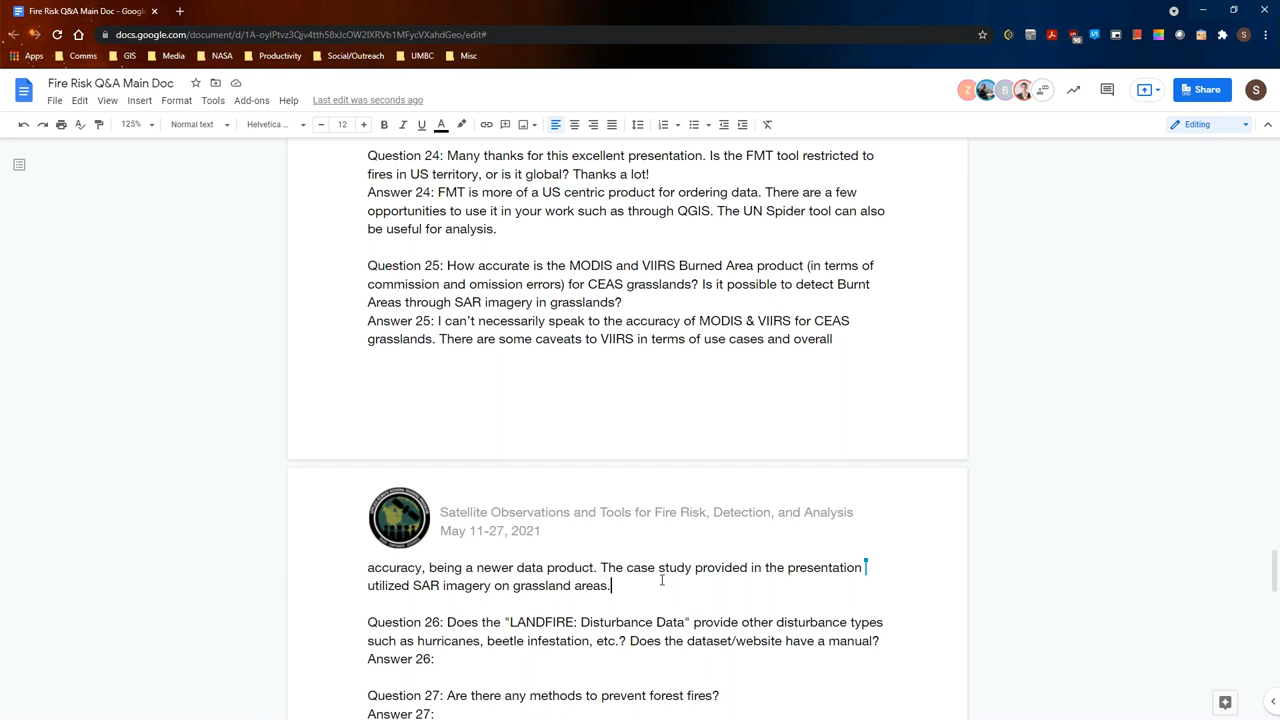 Fire Risk Q&A Main Doc - Googl
docs.google.com/document/d/1A-oyIPtvz3Qjv4tth58xJcOW2lXRVb1MFycVXahdGeo/edit#
Apps Comms GIS Media NASA Productivity Social/Outreach UMBC Misc
Fire Risk Q&A Main Doc
File Edit View Insert Format Tools Add-ons Help Last edit was seconds ago
Share
S
125% Normal text Helvetica ... 12 Editing
Question 24: Many thanks for this excellent presentation. Is the FMT tool restricted to
fires in US territory, or is it global? Thanks a lot!
Answer 24: FMT is more of a US centric product for ordering data. There are a few
opportunities to use it in your work such as through QGIS. The UN Spider tool can also
be useful for analysis.
Question 25: How accurate is the MODIS and VIIRS Burned Area product (in terms of
commission and omission errors) for CEAS grasslands? Is it possible to detect Burnt
Areas through SAR imagery in grasslands?
Answer 25: I can't necessarily speak to the accuracy of MODIS & VIIRS for CEAS
grasslands. There are some caveats to VIIRS in terms of use cases and overall
Satellite Observations and Tools for Fire Risk, Detection, and Analysis
May 11-27, 2021
accuracy, being a newer data product. The case study provided in the presentation
utilized SAR imagery on grassland areas.
Question 26: Does the "LANDFIRE: Disturbance Data" provide other disturbance types
such as hurricanes, beetle infestation, etc.? Does the dataset/website have a manual?
Answer 26:
Question 27: Are there any methods to prevent forest fires?
Answer 27: